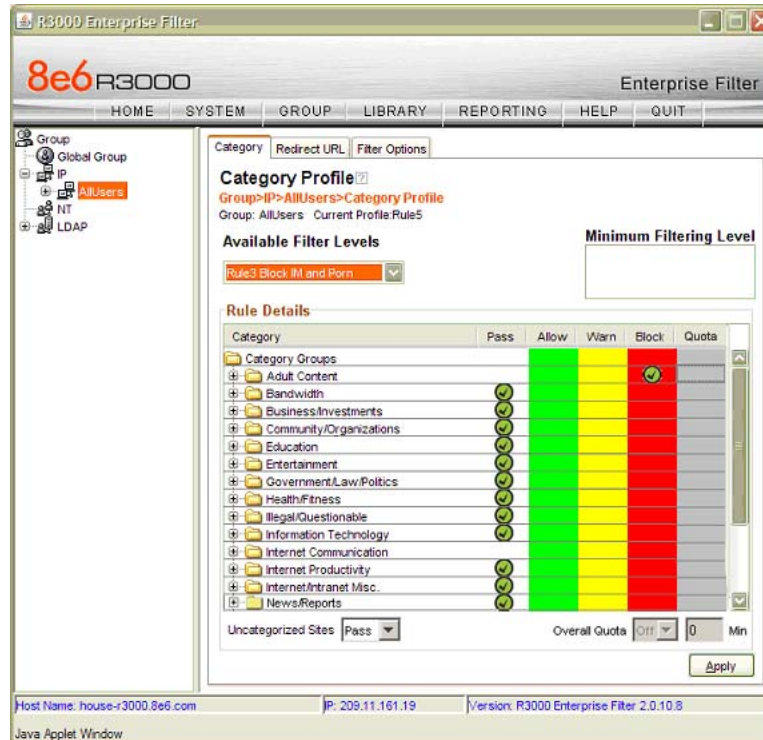 R3000 Enterprise Filter
8e6 R3000
Enterprise Filter
HOME SYSTEM GROUP LIBRARY REPORTING HELP QUIT
Group
Global Group
IP
AllUsers
NT
LDAP
Category Redirect URL Filter Options
Category Profile
Group>IP>AllUsers>Category Profile
Group: AllUsers Current Profile:Rule5
Available Filter Levels
Minimum Filtering Level
Rule3 Block IM and Porn
Rule Details
Category Pass Allow Warn Block Quota
Category Groups
Adult Content
Bandwidth
Business/Investments
Community/Organizations
Education
Entertainment
Government/Law/Politics
Health/Fitness
Illegal/Questionable
Information Technology
Internet Communication
Internet Productivity
Internet/Intranet Misc.
News/Reports
Uncategorized Sites Pass Overall Quota Off 0 Min
Apply
Host Name: house-r3000.8e6.com IP: 209.11.161.19 Version: R3000 Enterprise Filter 2.0.10.8
Java Applet Window